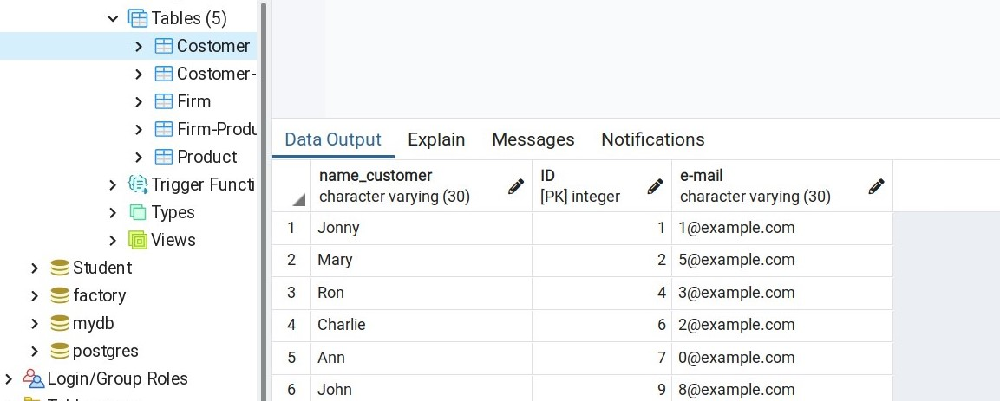 Tables (5)
Costomer
Costomer-
Firm
Firm-Produ
Product
Trigger Functi
Types
Views
Student
factory
mydb
postgres
Login/Group Roles
Data Output Explain Messages Notifications
name_customer ID e-mail
character varying (30) [PK] integer character varying (30)
1 Jonny 1 1@example.com
2 Mary 2 5@example.com
3 Ron 4 3@example.com
4 Charlie 6 2@example.com
5 Ann 7 0@example.com
6 John 9 8@example.com